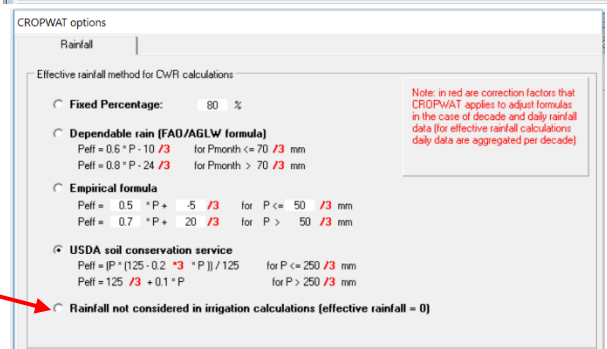 CROPWAT options
Rainfall
Effective rainfall method for CWR calculations
Note: in red are correction factors that
CROPWAT applies to adjust formulas
in the case of decade and daily rainfall
data (for effective rainfall calculations
daily data are aggregated per decade)
Fixed Percentage: 80 %
Dependable rain (FAO/AGLW formula)
Peff = 0.6 * P - 10 /3 for Pmonth <= 70 /3 mm
Peff = 0.8 * P - 24 /3 for Pmonth > 70 /3 mm
Empirical formula
Peff = 0.5 * P + -5 /3 for P <= 50 /3 mm
Peff = 0.7 * P + 20 /3 for P > 50 /3 mm
USDA soil conservation service
Peff = (P * (125 - 0.2 *3 * P )) / 125 for P <= 250 /3 mm
Peff = 125 /3 + 0.1 * P for P > 250 /3 mm
Rainfall not considered in irrigation calculations (effective rainfall = 0)